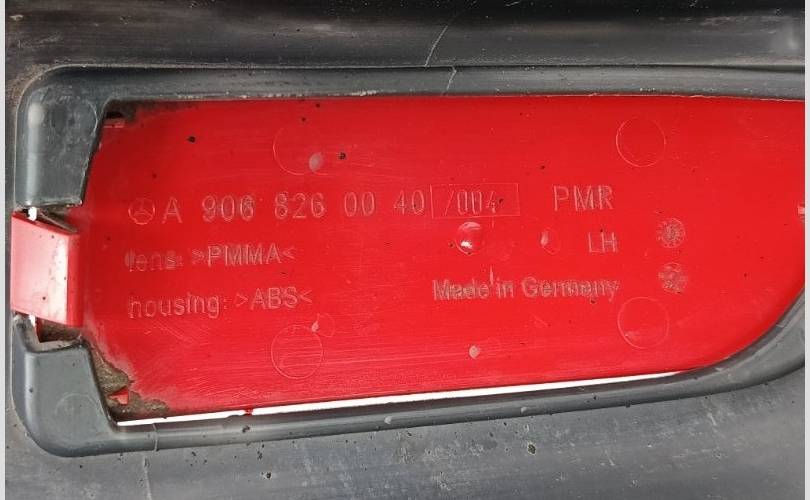 A 906 826 00 40 /004 PMR
lens: >PMMA< LH
housing: >ABS< Made in Germany